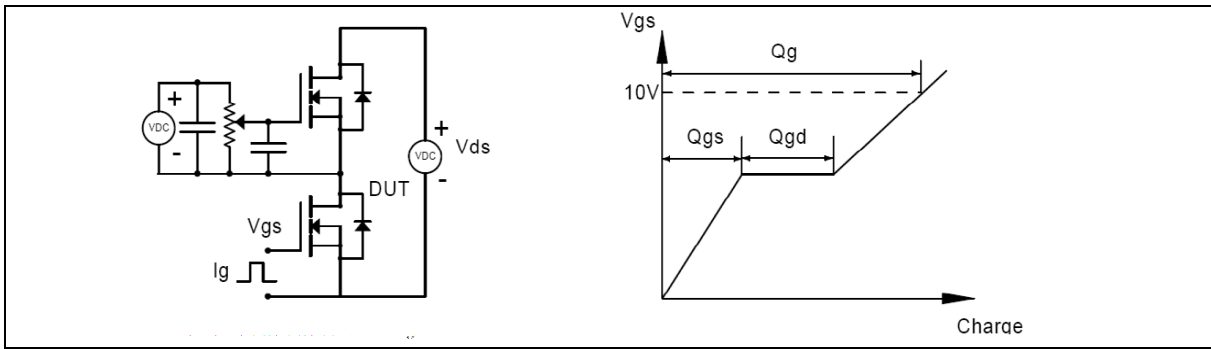 +
VDC
-
+
VDC
Vds
-
DUT
Vgs
Ig
Vgs
Qg
10V
Qgs
Qgd
Charge